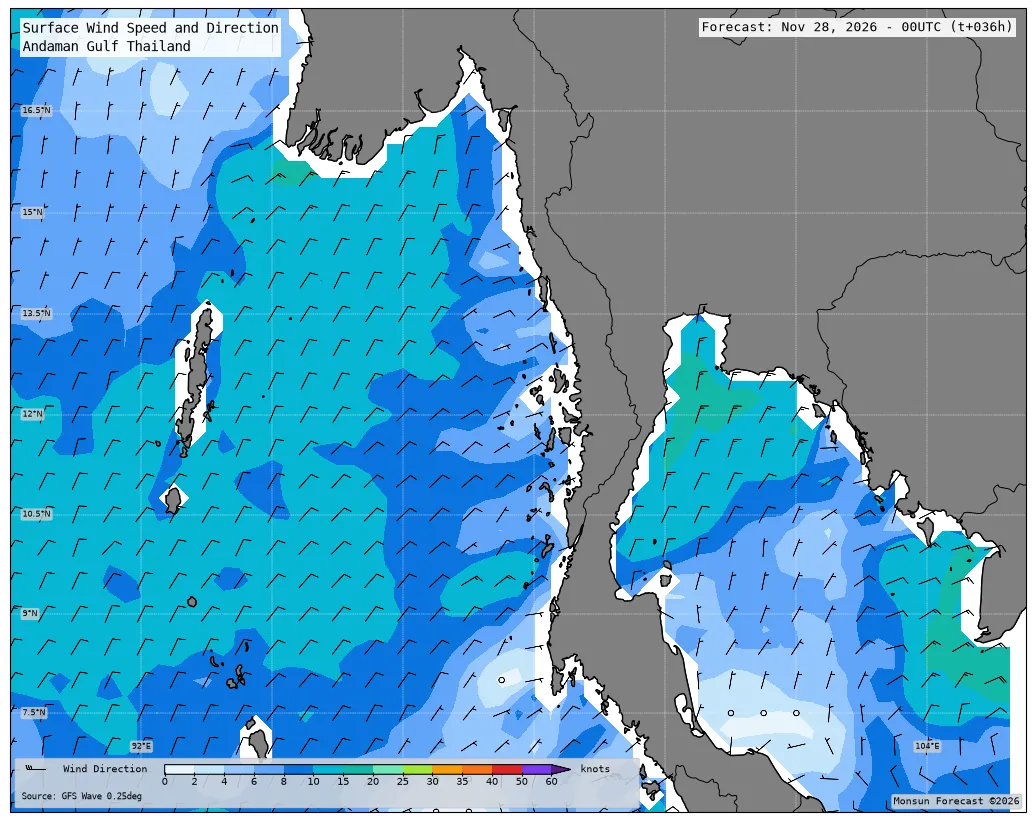 Surface Wind Speed and Direction
Andaman Gulf Thailand
Forecast: Nov 28, 2026 - 00UTC (t+036h)
16.5°N
15°N
13.5°N
12°N
10.5°N
9°N
7.5°N
92°E
104°E
Wind Direction
0 2 4 6 8 10 15 20 25 30 35 40 50 60
knots
Source: GFS Wave 0.25deg
Monsun Forecast ©2026